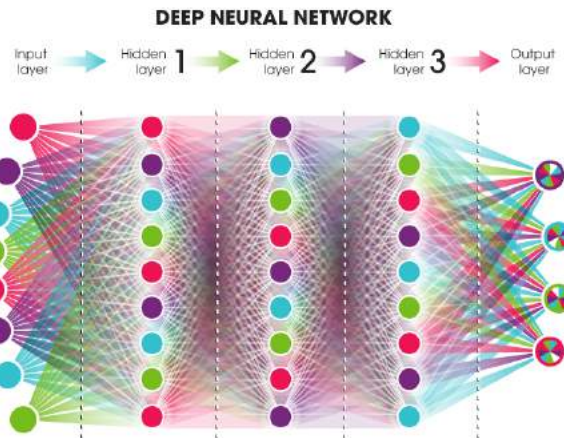 DEEP NEURAL NETWORK
Input layer
Hidden layer 1
Hidden layer 2
Hidden layer 3
Output layer